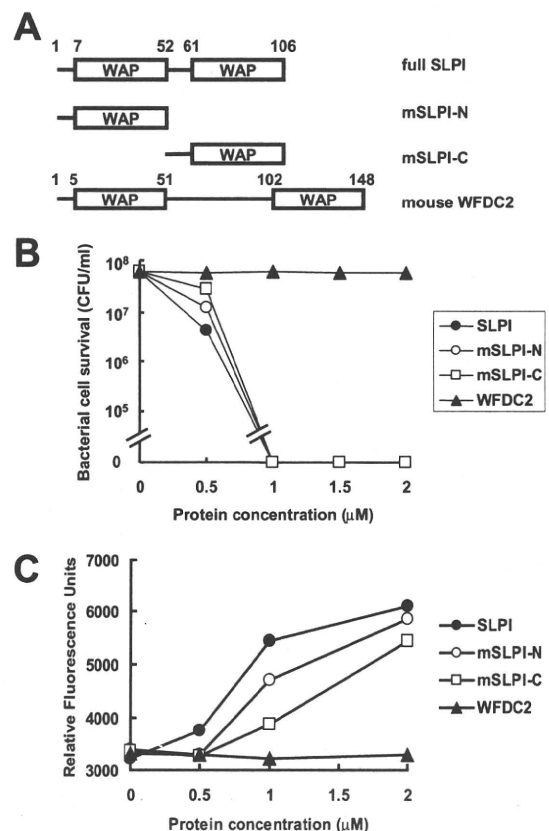 A
1 7 52 61 106
WAP WAP full SLPI
WAP mSLPI-N
WAP mSLPI-C
1 5 51 102 148
WAP WAP mouse WFDC2
B
Bacterial cell survival (CFU/ml)
10⁸
10⁷
10⁶
10⁵
0
0 0.5 1 1.5 2
Protein concentration (µM)
SLPI
mSLPI-N
mSLPI-C
WFDC2
C
Relative Fluorescence Units
7000
6000
5000
4000
3000
0 0.5 1 1.5 2
Protein concentration (µM)
SLPI
mSLPI-N
mSLPI-C
WFDC2